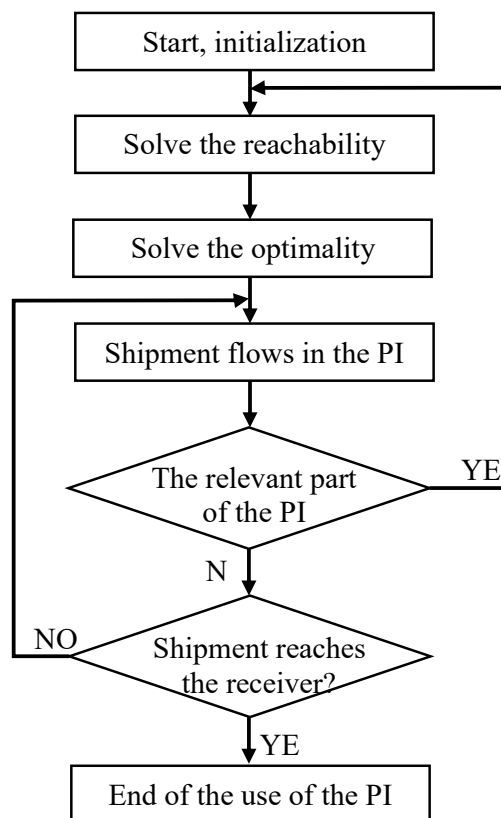 Start, initialization
Solve the reachability
Solve the optimality
Shipment flows in the PI
The relevant part
of the PI
YE
N
NO
Shipment reaches
the receiver?
YE
End of the use of the PI